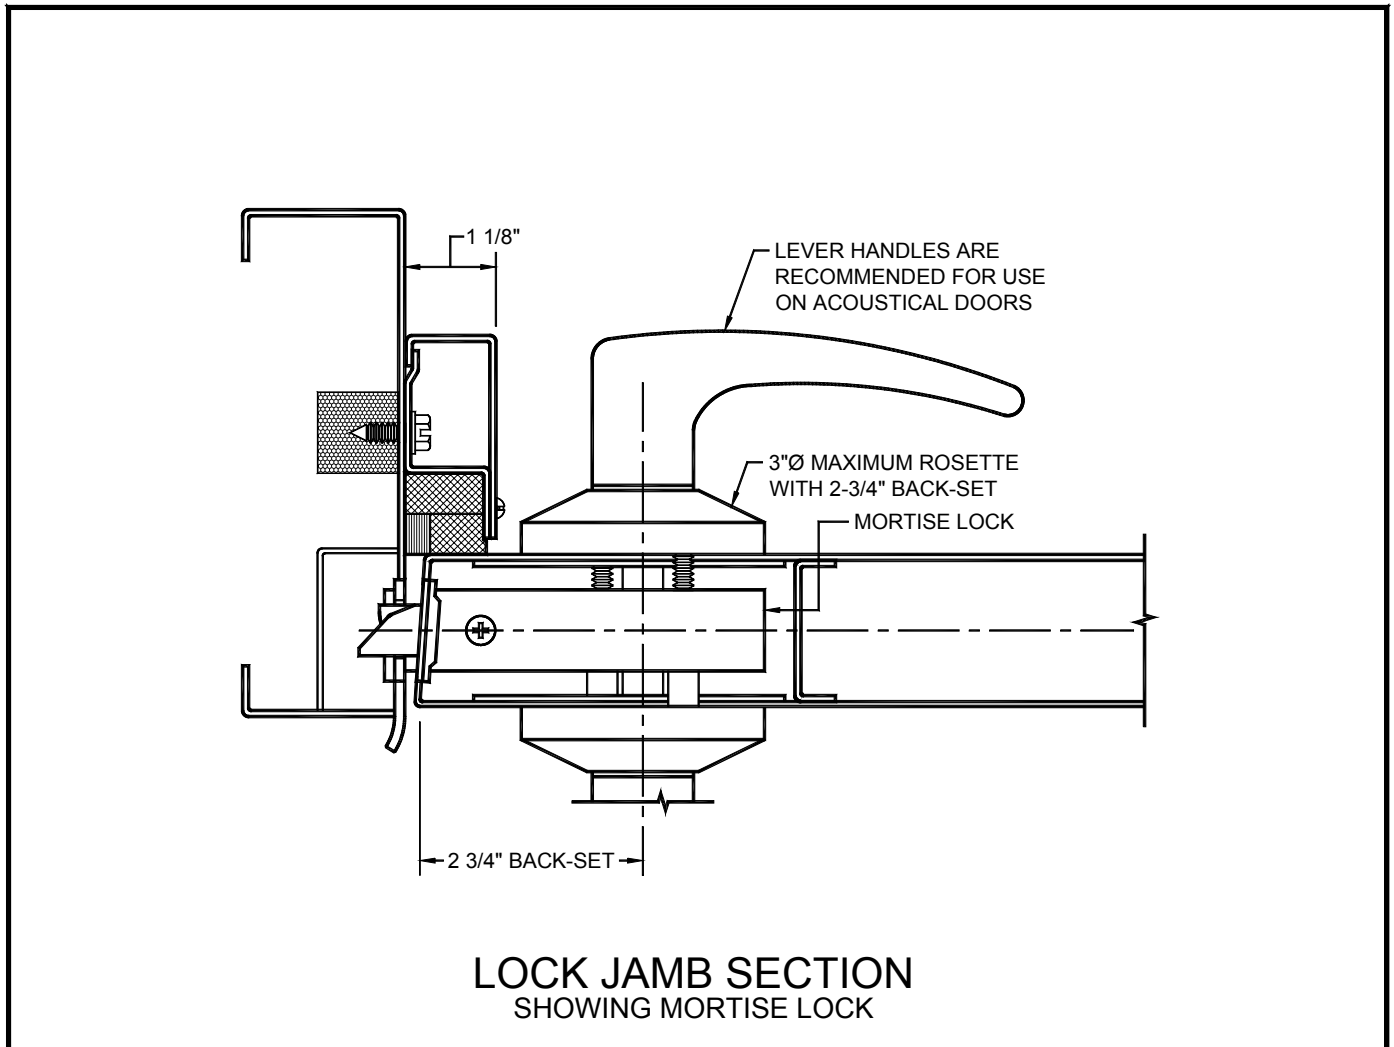 1 1/8"
LEVER HANDLES ARE
RECOMMENDED FOR USE
ON ACOUSTICAL DOORS
3"Ø MAXIMUM ROSETTE
WITH 2-3/4" BACK-SET
MORTISE LOCK
2 3/4" BACK-SET
LOCK JAMB SECTION
SHOWING MORTISE LOCK